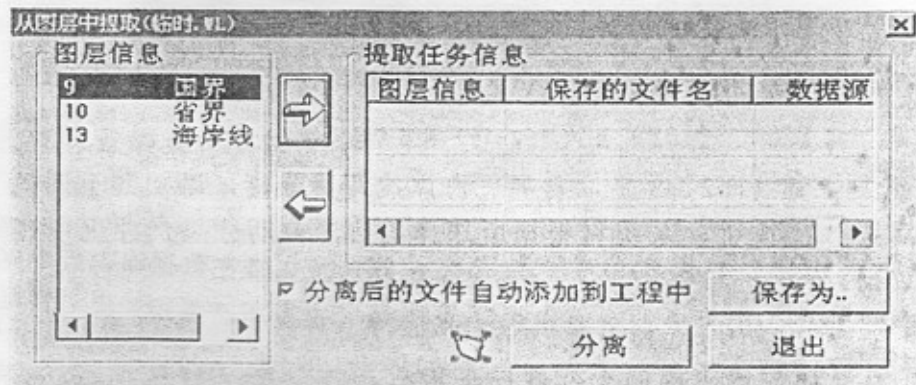 从图层中提取(临时.WL)
图层信息
9 国界
10 省界
13 海岸线
提取任务信息
图层信息 保存的文件名 数据源
分离后的文件自动添加到工程中
保存为..
分离
退出